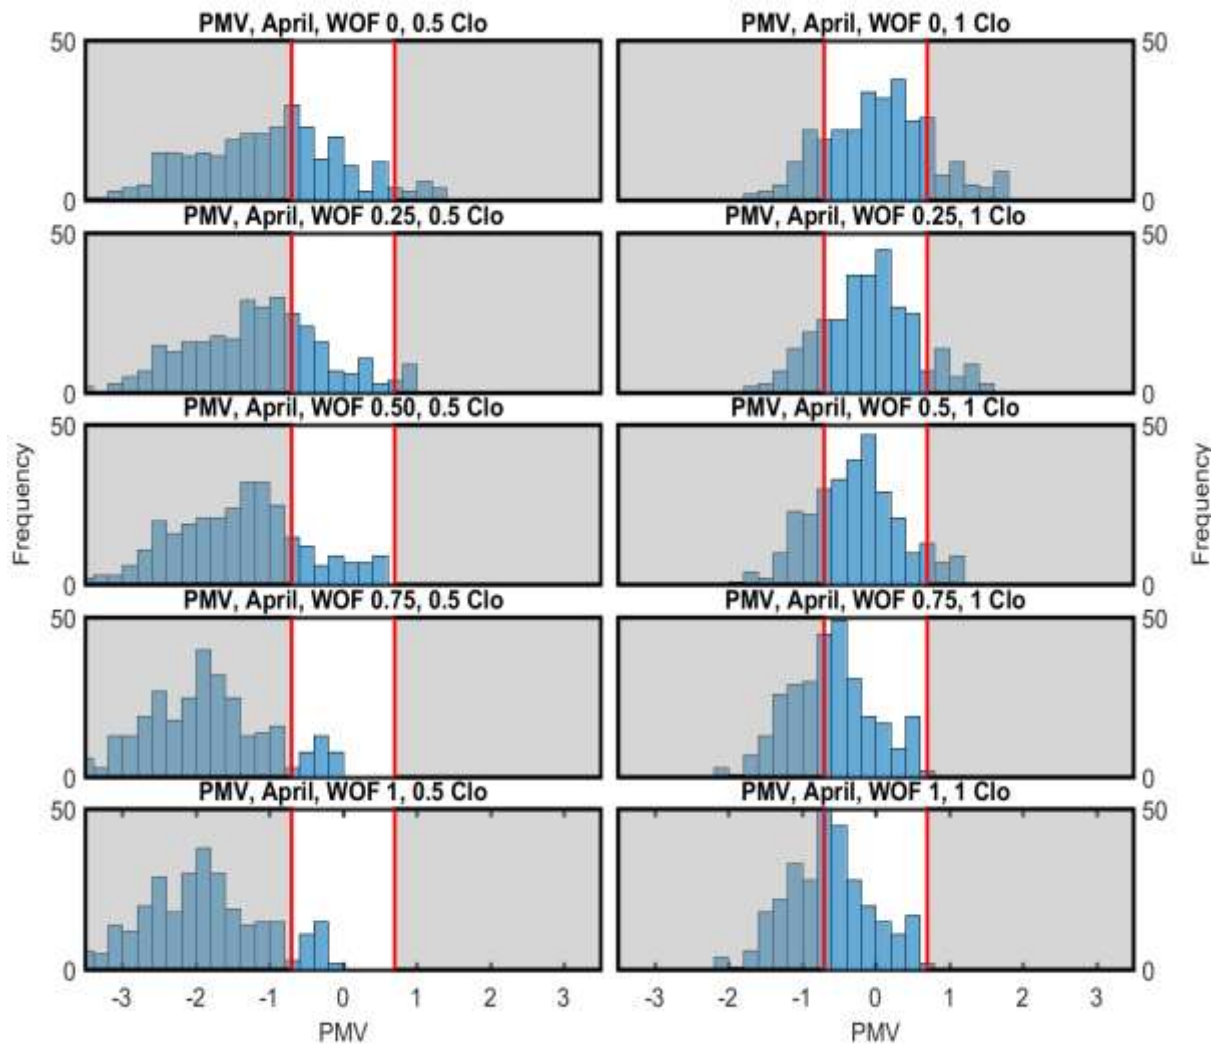 PMV, April, WOF 0, 0.5 Clo
PMV, April, WOF 0, 1 Clo
50
50
0
0
PMV, April, WOF 0.25, 0.5 Clo
PMV, April, WOF 0.25, 1 Clo
50
50
0
0
PMV, April, WOF 0.50, 0.5 Clo
PMV, April, WOF 0.5, 1 Clo
50
50
Frequency
Frequency
0
0
PMV, April, WOF 0.75, 0.5 Clo
PMV, April, WOF 0.75, 1 Clo
50
50
0
0
PMV, April, WOF 1, 0.5 Clo
PMV, April, WOF 1, 1 Clo
50
50
0
0
-3 -2 -1 0 1 2 3
-3 -2 -1 0 1 2 3
PMV
PMV